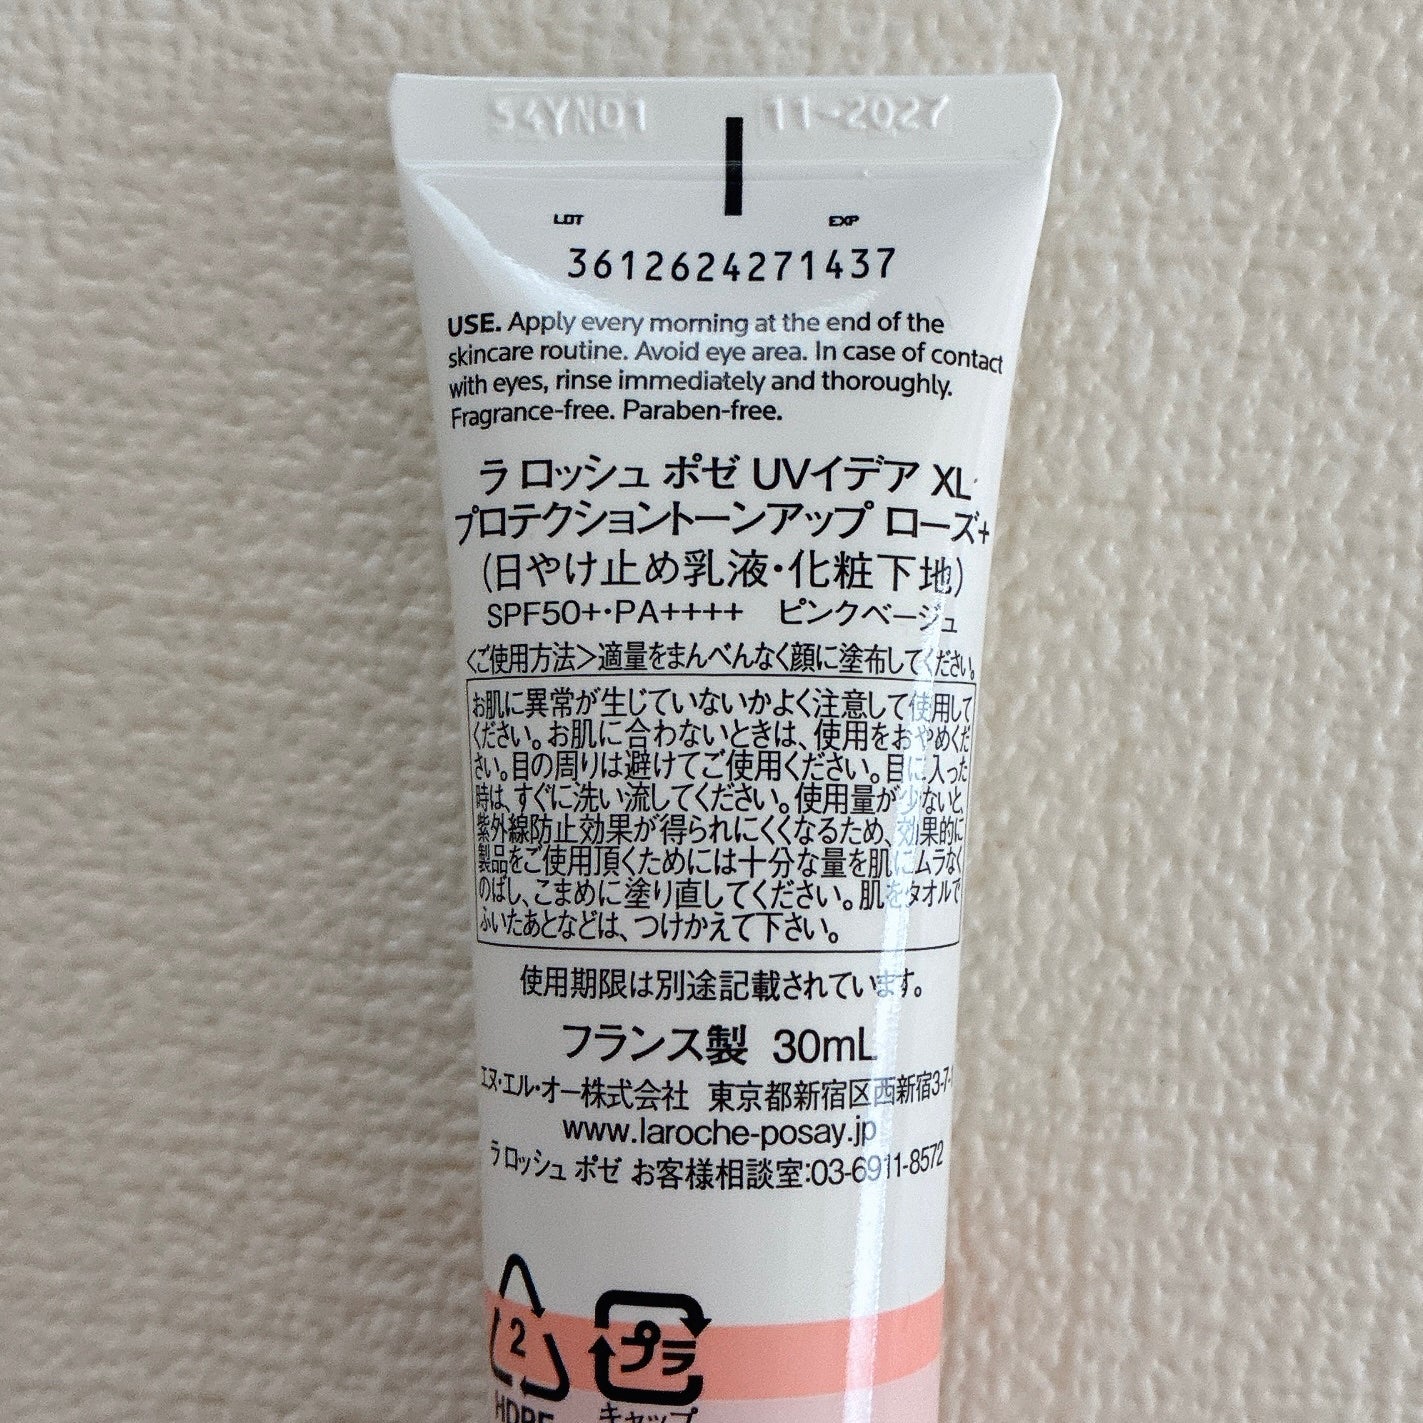 54YN01 11-2027
LOT EXP
3612624271437
USE. Apply every morning at the end of the
skincare routine. Avoid eye area. In case of contact
with eyes, rinse immediately and thoroughly.
Fragrance-free. Paraben-free.
ラ ロッシュ ポゼ UVイデア XL
プロテクショントーンアップ ローズ+
(日やけ止め乳液・化粧下地)
SPF50+・PA++++ ピンクベージュ
<ご使用方法>適量をまんべんなく顔に塗布してください。
お肌に異常が生じていないかよく注意して使用して
ください。お肌に合わないときは、使用をおやめくだ
さい。目の周りは避けてご使用ください。目に入った
時は、すぐに洗い流してください。使用量が少ないと、
紫外線防止効果が得られにくくなるため、効果的に
製品をご使用頂くためには十分な量を肌にムラなく
のばし、こまめに塗り直してください。肌をタオルで
ふいたあとなどは、つけかえて下さい。
使用期限は別途記載されています。
フランス製 30mL
エヌ・エル・オー株式会社 東京都新宿区西新宿3-7-
www.laroche-posay.jp
ラ ロッシュ ポゼ お客様相談室:03-6911-8572
2 プラ
HDPE キャップ